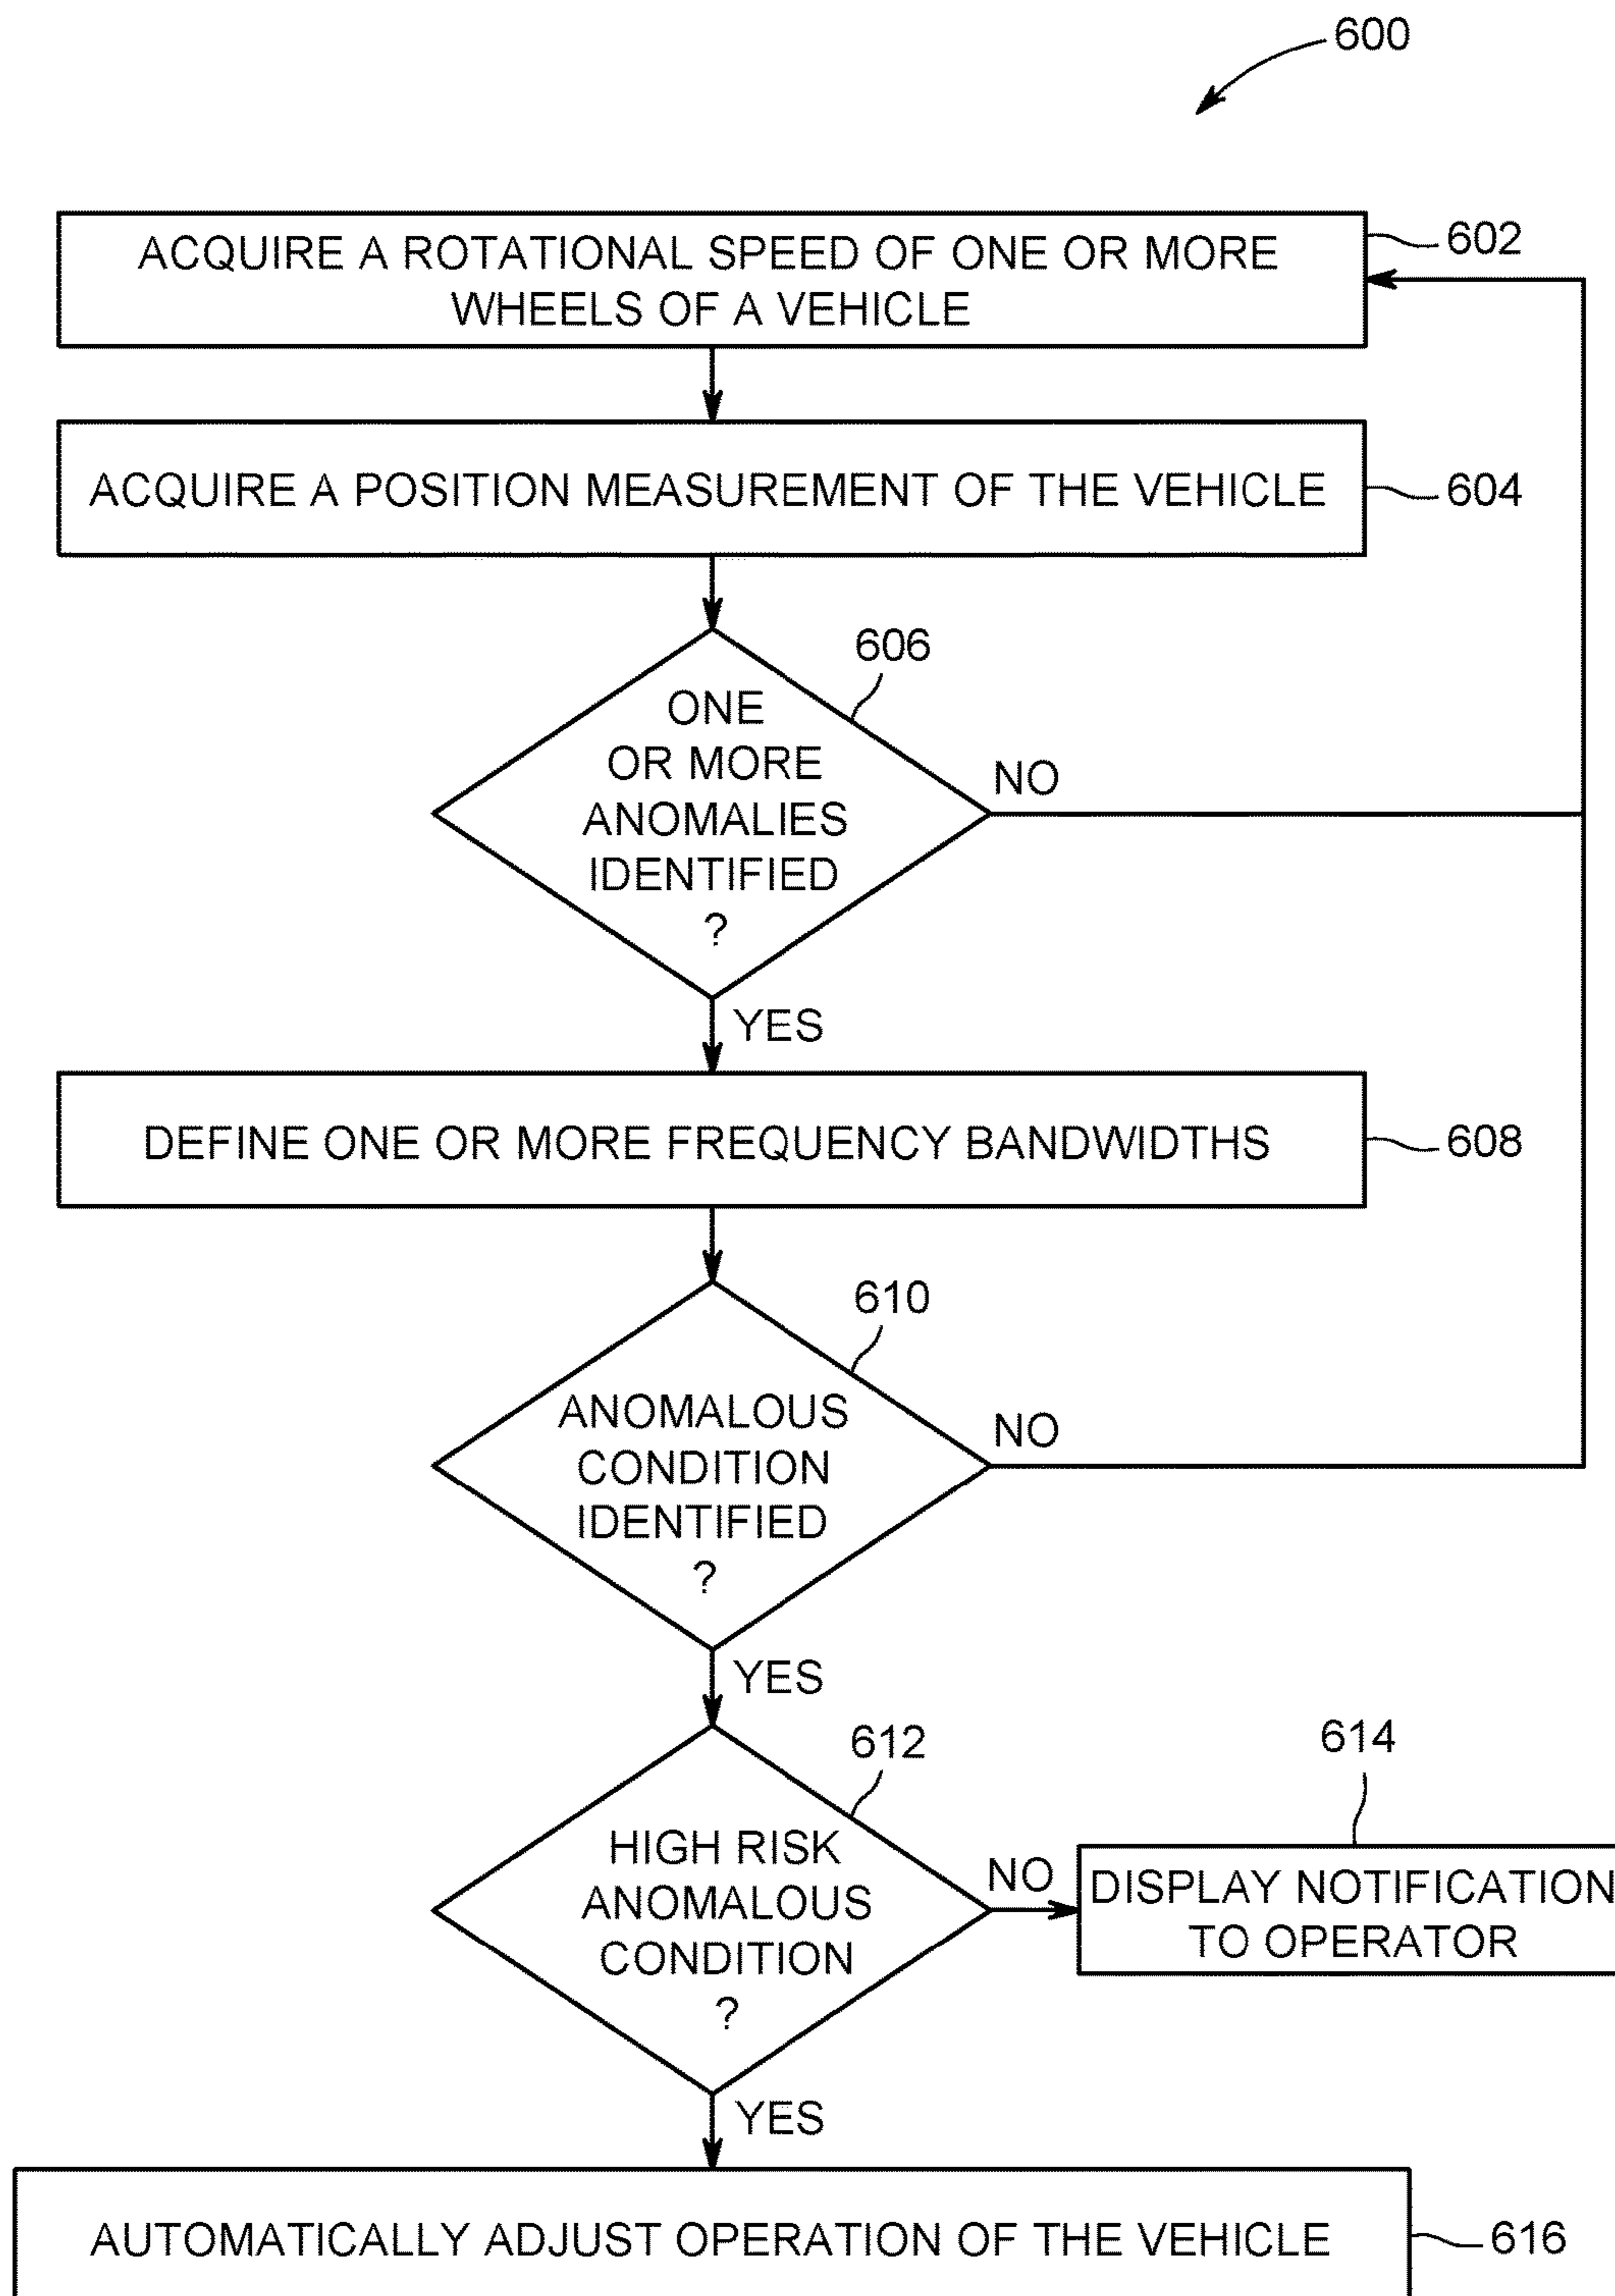 600
ACQUIRE A ROTATIONAL SPEED OF ONE OR MORE
WHEELS OF A VEHICLE
602
ACQUIRE A POSITION MEASUREMENT OF THE VEHICLE
604
606
ONE
OR MORE
ANOMALIES
IDENTIFIED
?
NO
YES
DEFINE ONE OR MORE FREQUENCY BANDWIDTHS
608
610
ANOMALOUS
CONDITION
IDENTIFIED
?
NO
YES
612
HIGH RISK
ANOMALOUS
CONDITION
?
NO
614
DISPLAY NOTIFICATION
TO OPERATOR
YES
AUTOMATICALLY ADJUST OPERATION OF THE VEHICLE
616